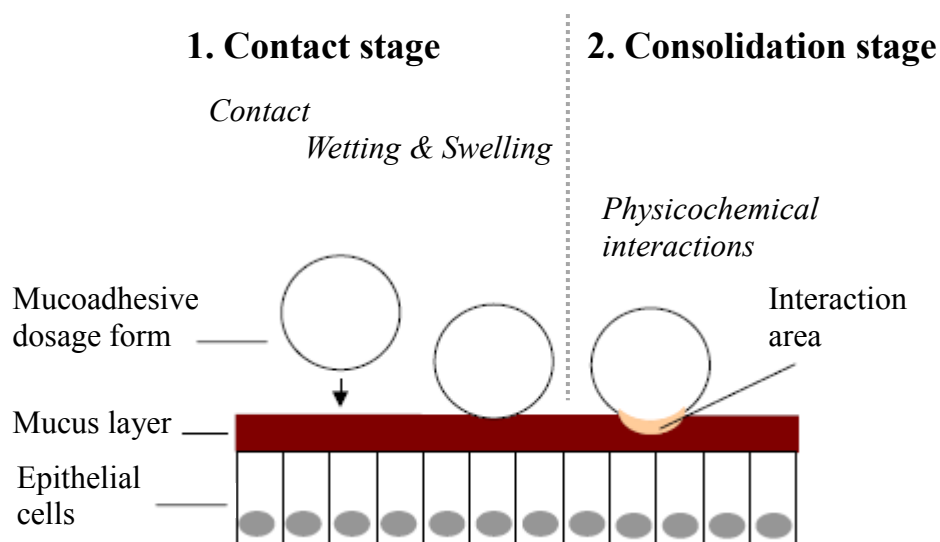 1. Contact stage
2. Consolidation stage
Contact
Wetting & Swelling
Physicochemical
interactions
Mucoadhesive
dosage form
Interaction
area
Mucus layer
Epithelial
cells